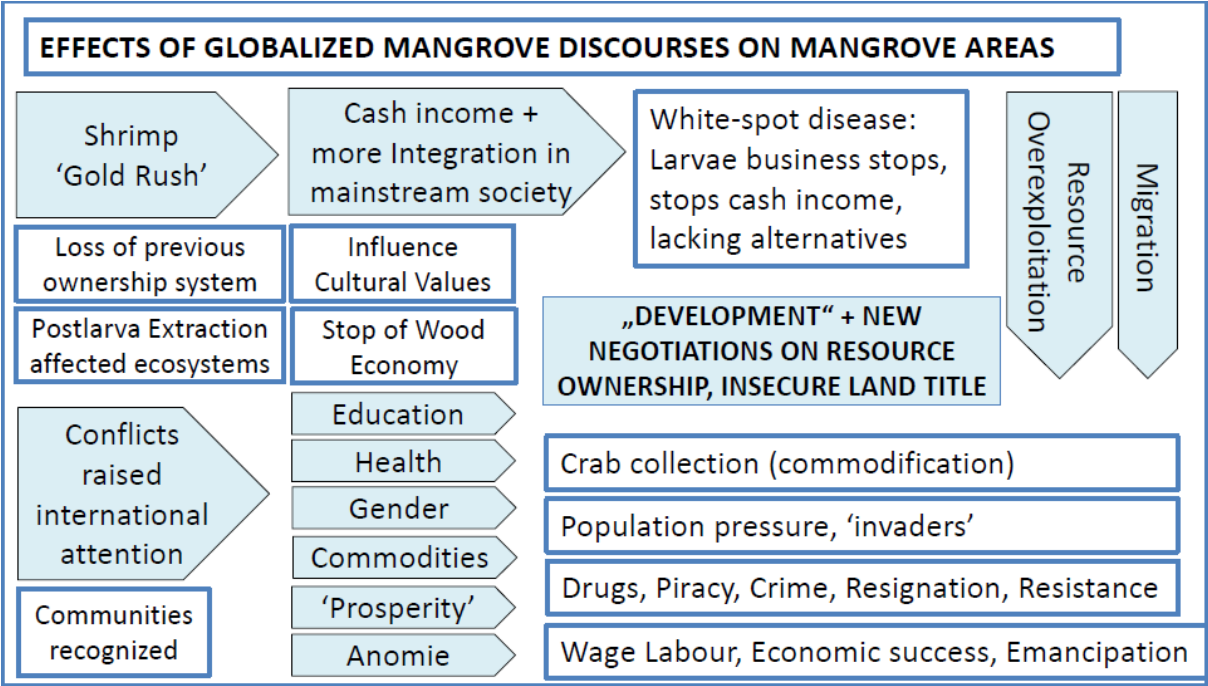 EFFECTS OF GLOBALIZED MANGROVE DISCOURSES ON MANGROVE AREAS
Shrimp
‘Gold Rush’
Cash income +
more Integration in
mainstream society
White-spot disease:
Larvae business stops,
stops cash income,
lacking alternatives
Resource
Overexploitation
Migration
Loss of previous
ownership system
Influence
Cultural Values
Postlarva Extraction
affected ecosystems
Stop of Wood
Economy
„DEVELOPMENT“ + NEW
NEGOTIATIONS ON RESOURCE
OWNERSHIP, INSECURE LAND TITLE
Conflicts
raised
international
attention
Communities
recognized
Education
Health
Gender
Commodities
‘Prosperity’
Anomie
Crab collection (commodification)
Population pressure, ‘invaders’
Drugs, Piracy, Crime, Resignation, Resistance
Wage Labour, Economic success, Emancipation